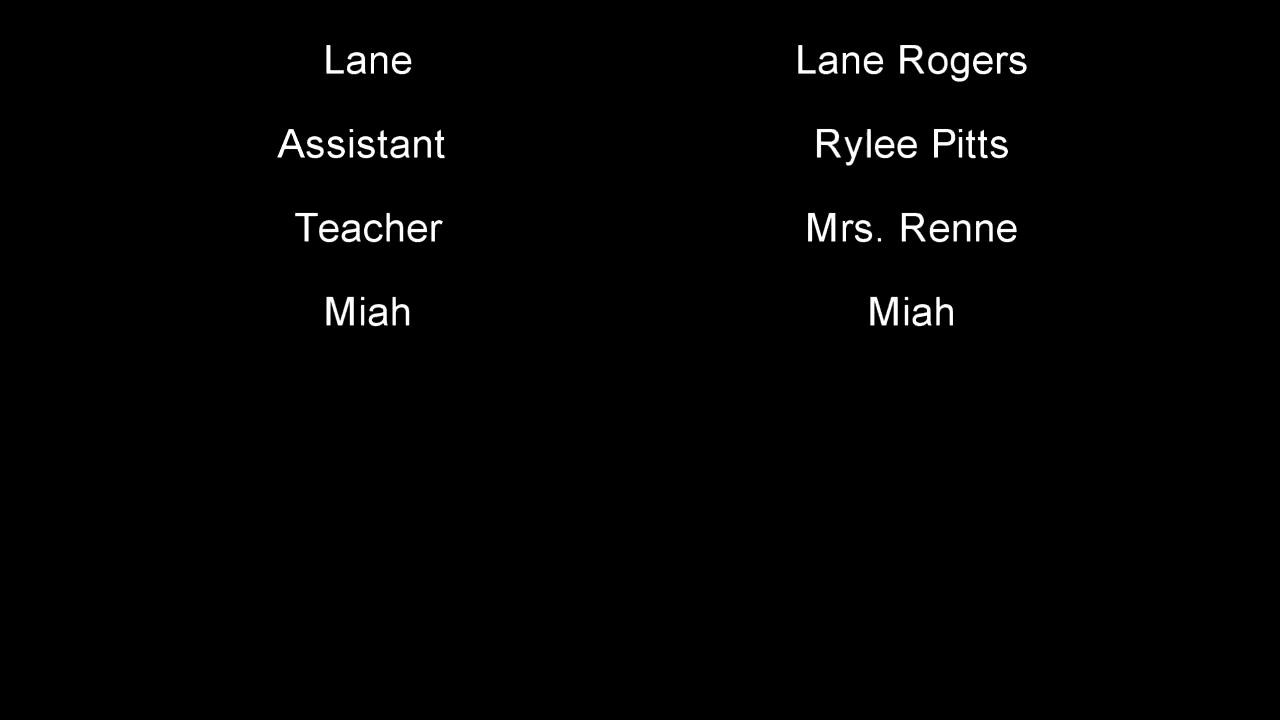 Lane Lane Rogers
Assistant Rylee Pitts
Teacher Mrs. Renne
Miah Miah